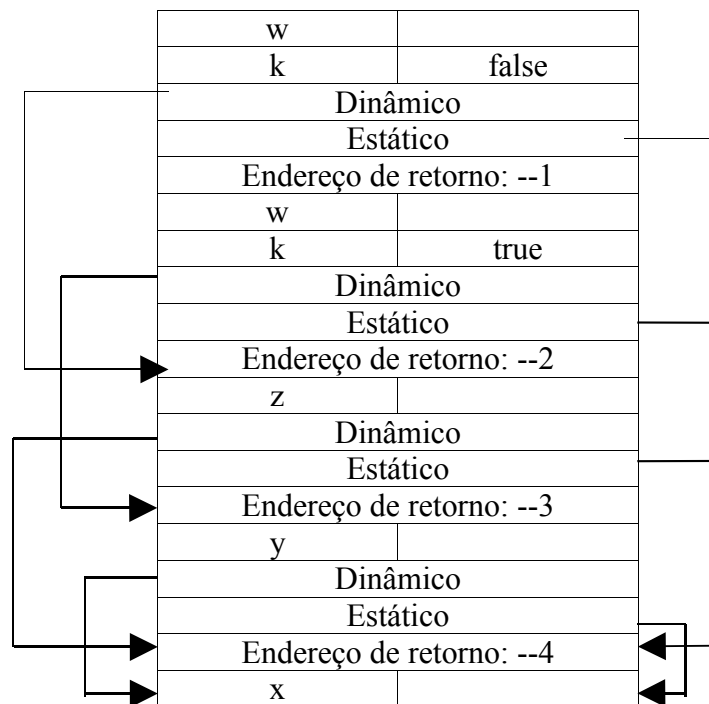 w
k false
Dinâmico
Estático
Endereço de retorno: --1
w
k true
Dinâmico
Estático
Endereço de retorno: --2
z
Dinâmico
Estático
Endereço de retorno: --3
y
Dinâmico
Estático
Endereço de retorno: --4
x